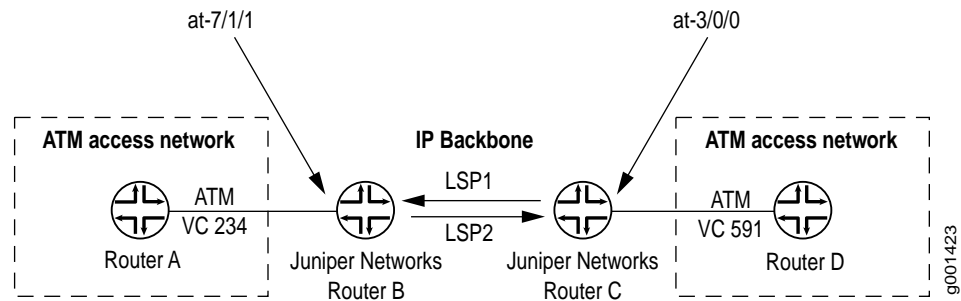 at-7/1/1
at-3/0/0
ATM access network
IP Backbone
ATM access network
LSP1
ATM
VC 234
LSP2
ATM
VC 591
Router A
Juniper Networks
Router B
Juniper Networks
Router C
Router D
g001423